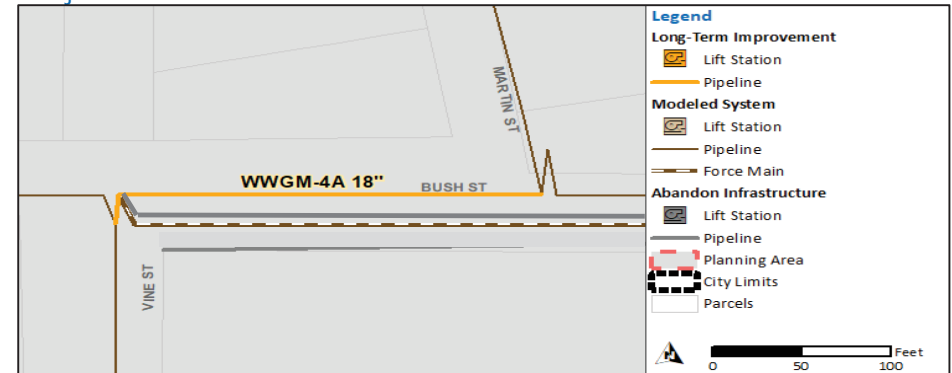 MARTIN ST
WWGM-4A 18"
BUSH ST
VINE ST
Legend
Long-Term Improvement
Lift Station
Pipeline
Modeled System
Lift Station
Pipeline
Force Main
Abandon Infrastructure
Lift Station
Pipeline
Planning Area
City Limits
Parcels
Feet
0 50 100